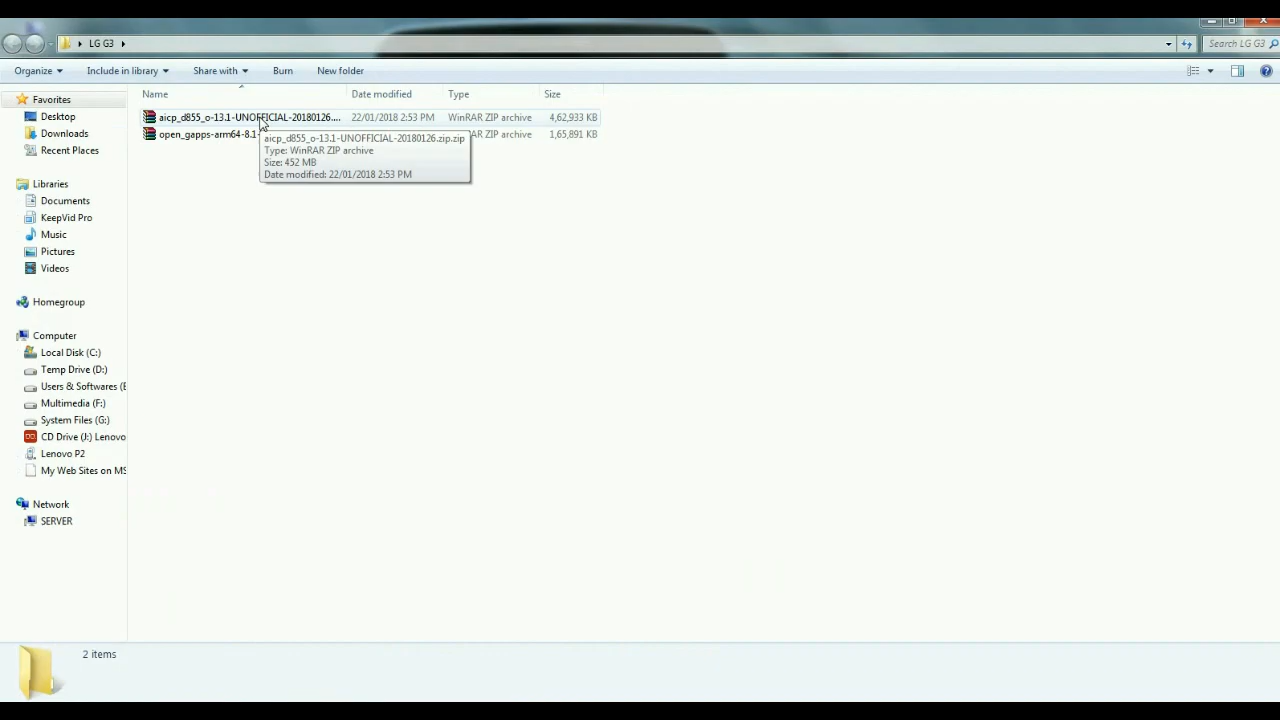 LG G3
Search LG G3
Organize
Include in library
Share with
Burn
New folder
Name
Date modified
Type
Size
Favorites
Desktop
Downloads
Recent Places
Libraries
Documents
KeepVid Pro
Music
Pictures
Videos
Homegroup
Computer
Local Disk (C:)
Temp Drive (D:)
Users & Softwares (E
Multimedia (F:)
System Files (G:)
CD Drive (J:) Lenovo
Lenovo P2
My Web Sites on MS
Network
SERVER
aicp_d855_o-13.1-UNOFFICIAL-20180126.... 22/01/2018 2:53 PM WinRAR ZIP archive 4,62,933 KB
open_gapps-arm64-8.1- RAR ZIP archive 1,65,891 KB
aicp_d855_o-13.1-UNOFFICIAL-20180126.zip.zip
Type: WinRAR ZIP archive
Size: 452 MB
Date modified: 22/01/2018 2:53 PM
2 items